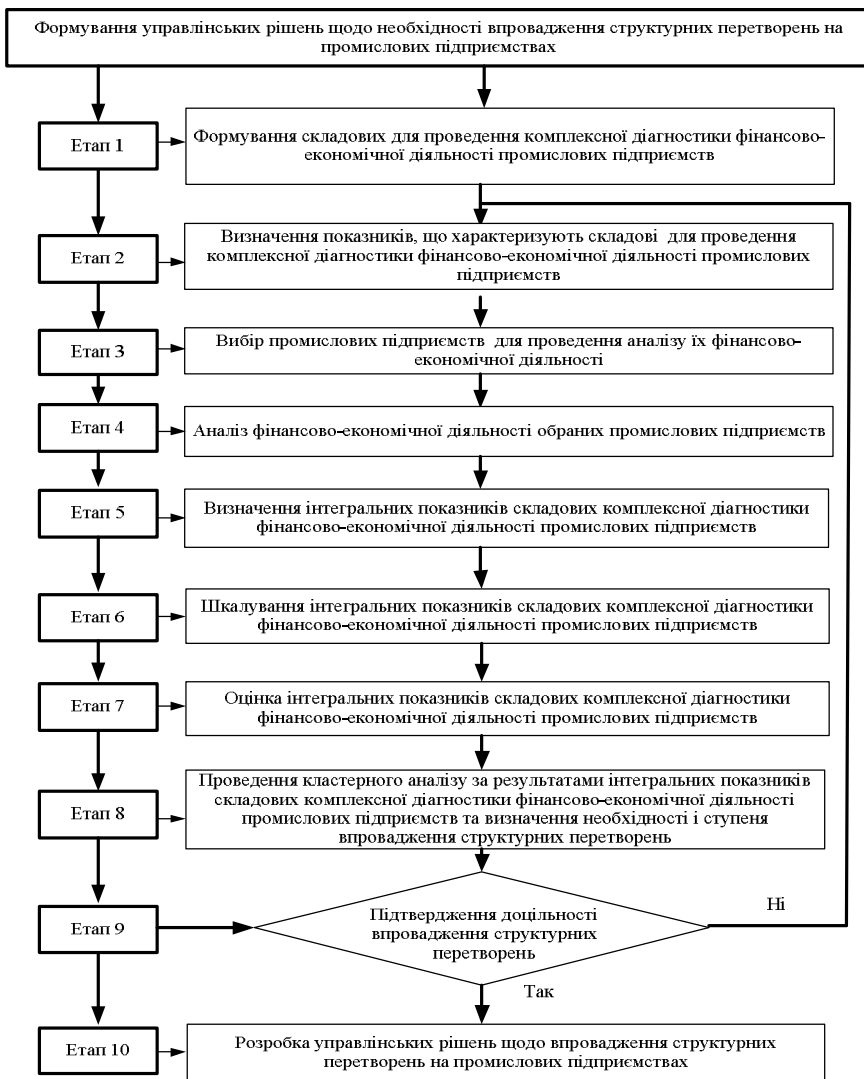 Формування управлінських рішень щодо необхідності впровадження структурних перетворень на
промислових підприємствах
Етап 1
Формування складових для проведення комплексної діагностики фінансово-
економічної діяльності промислових підприємств
Етап 2
Визначення показників, що характеризують складові для проведення
комплексної діагностики фінансово-економічної діяльності промислових
підприємств
Етап 3
Вибір промислових підприємств для проведення аналізу їх фінансово-
економічної діяльності
Етап 4
Аналіз фінансово-економічної діяльності обраних промислових підприємств
Етап 5
Визначення інтегральних показників складових комплексної діагностики
фінансово-економічної діяльності промислових підприємств
Етап 6
Шкалування інтегральних показників складових комплексної діагностики
фінансово-економічної діяльності промислових підприємств
Етап 7
Оцінка інтегральних показників складових комплексної діагностики
фінансово-економічної діяльності промислових підприємств
Етап 8
Проведення кластерного аналізу за результатами інтегральних показників
складових комплексної діагностики фінансово-економічної діяльності
промислових підприємств та визначення необхідності і ступеня
впровадження структурних перетворень
Етап 9
Підтвердження доцільності
впровадження структурних
перетворень
Ні
Так
Етап 10
Розробка управлінських рішень щодо впровадження структурних
перетворень на промислових підприємствах